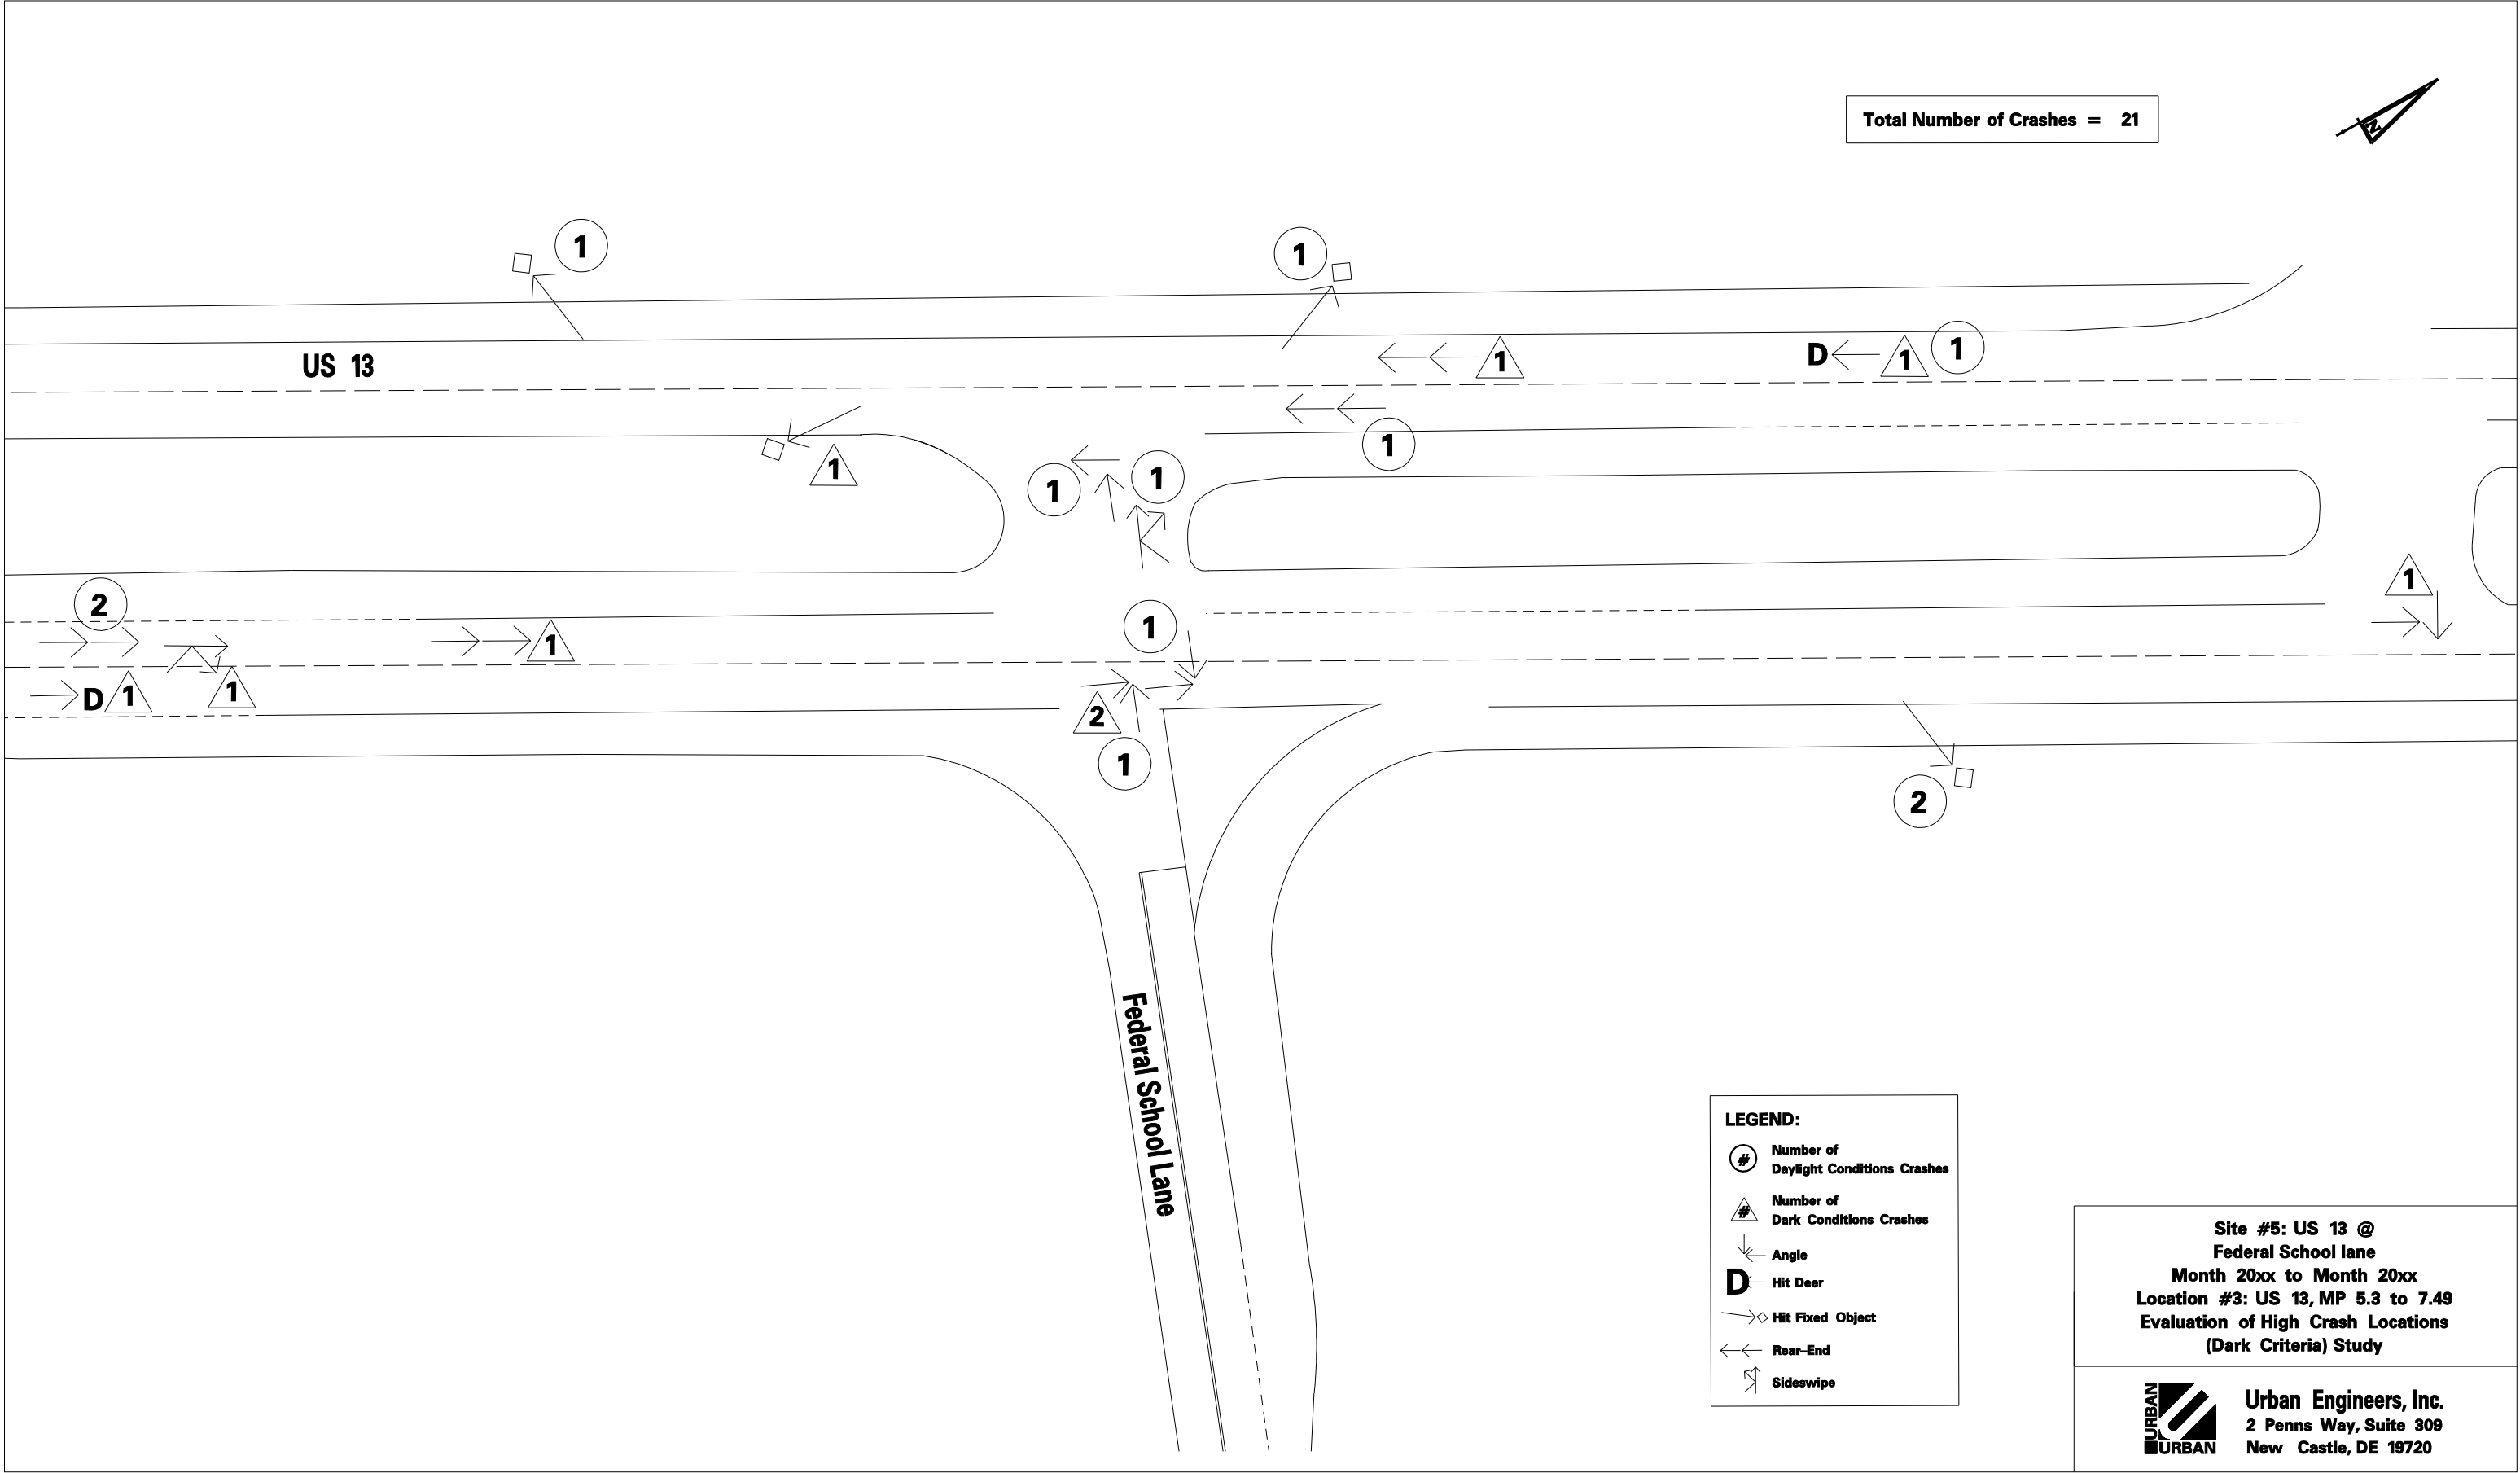 Total Number of Crashes = 21
N
1
1
US 13
1
D
1
1
1
1
1
1
1
2
1
1
1
D
1
1
2
1
2
Federal School Lane
LEGEND:
# Number of
Daylight Conditions Crashes
# Number of
Dark Conditions Crashes
Angle
D Hit Deer
Hit Fixed Object
Rear-End
Sideswipe
Site #5: US 13 @
Federal School lane
Month 20xx to Month 20xx
Location #3: US 13, MP 5.3 to 7.49
Evaluation of High Crash Locations
(Dark Criteria) Study
URBAN
URBAN
Urban Engineers, Inc.
2 Penns Way, Suite 309
New Castle, DE 19720